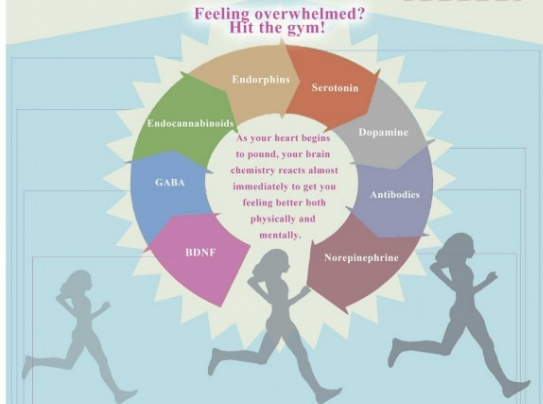 Feeling overwhelmed?
Hit the gym!
Endorphins
Serotonin
Endocannabinoids
Dopamine
GABA
Antibodies
BDNF
Norepinephrine
As your heart begins
to pound, your brain
chemistry reacts almost
immediately to get you
feeling better both
physically and
mentally.